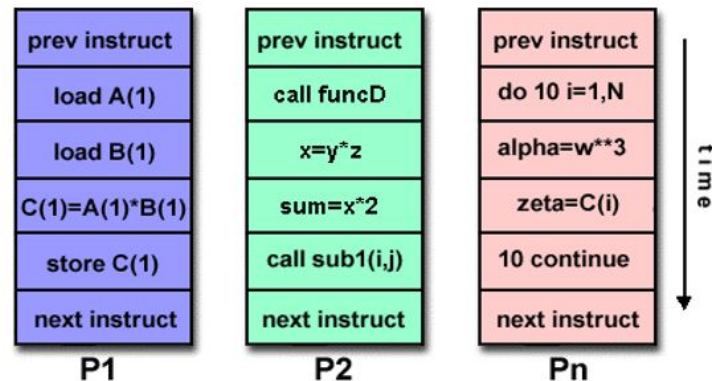 prev instruct
load A(1)
load B(1)
C(1)=A(1)*B(1)
store C(1)
next instruct
P1
prev instruct
call funcD
x=y*z
sum=x*2
call sub1(i,j)
next instruct
P2
prev instruct
do 10 i=1,N
alpha=w**3
zeta=C(i)
10 continue
next instruct
Pn
time